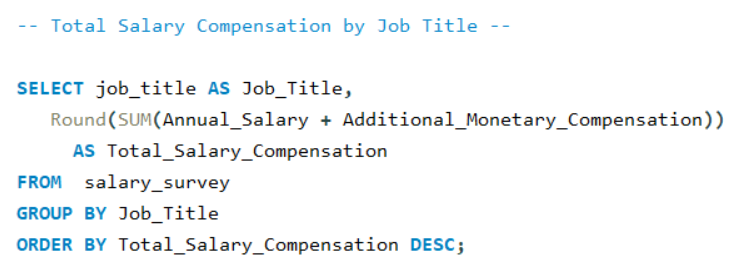 -- Total Salary Compensation by Job Title --
SELECT job_title AS Job_Title,
Round(SUM(Annual_Salary + Additional_Monetary_Compensation))
AS Total_Salary_Compensation
FROM  salary_survey
GROUP BY Job_Title
ORDER BY Total_Salary_Compensation DESC;